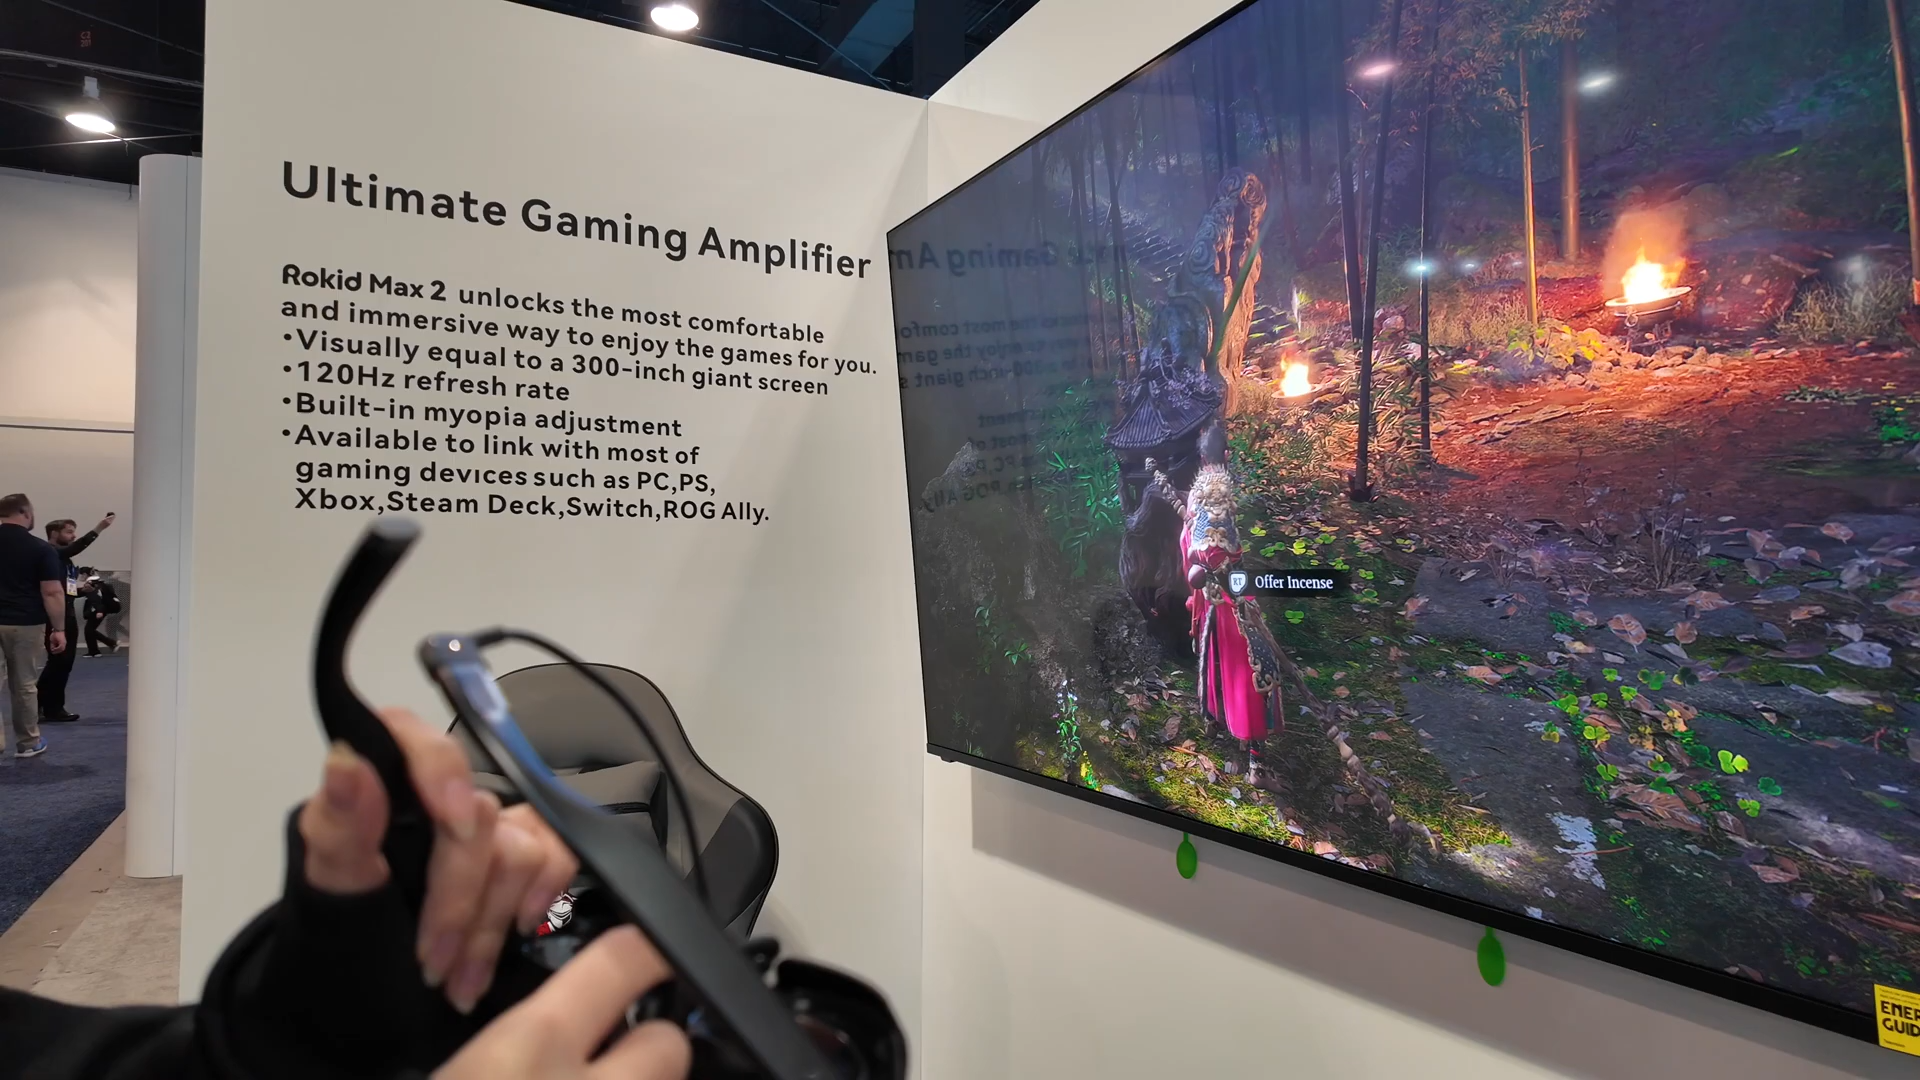 Ultimate Gaming Amplifier
Rokid Max 2 unlocks the most comfortable
and immersive way to enjoy the games for you.
•Visually equal to a 300-inch giant screen
•120Hz refresh rate
•Built-in myopia adjustment
•Available to link with most of
gaming devices such as PC,PS,
Xbox,Steam Deck,Switch,ROG Ally.
RT Offer Incense